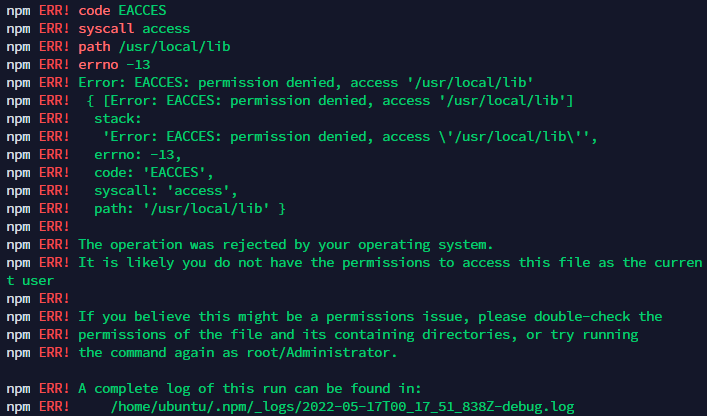 npm ERR! code EACCES
npm ERR! syscall access
npm ERR! path /usr/local/lib
npm ERR! errno -13
npm ERR! Error: EACCES: permission denied, access '/usr/local/lib'
npm ERR!  { [Error: EACCES: permission denied, access '/usr/local/lib']
npm ERR!   stack:
npm ERR!    'Error: EACCES: permission denied, access \'/usr/local/lib\'',
npm ERR!   errno: -13,
npm ERR!   code: 'EACCES',
npm ERR!   syscall: 'access',
npm ERR!   path: '/usr/local/lib' }
npm ERR!
npm ERR! The operation was rejected by your operating system.
npm ERR! It is likely you do not have the permissions to access this file as the curren
t user
npm ERR!
npm ERR! If you believe this might be a permissions issue, please double-check the
npm ERR! permissions of the file and its containing directories, or try running
npm ERR! the command again as root/Administrator.

npm ERR! A complete log of this run can be found in:
npm ERR!     /home/ubuntu/.npm/_logs/2022-05-17T00_17_51_838Z-debug.log